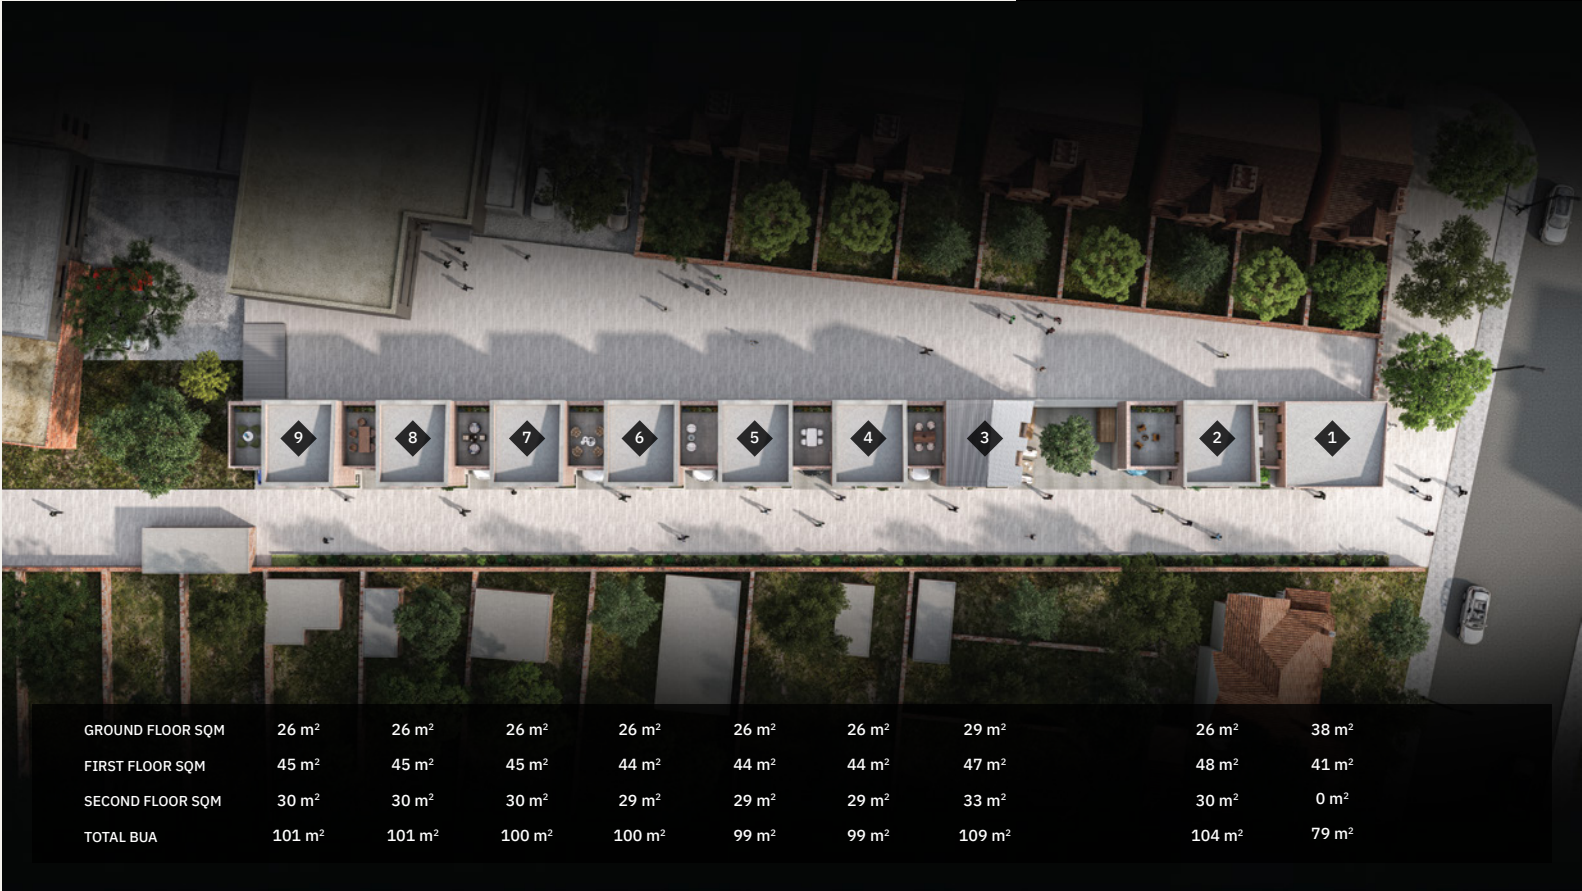 9 8 7 6 5 4 3 2 1
GROUND FLOOR SQM 26 m² 26 m² 26 m² 26 m² 26 m² 26 m² 29 m² 26 m² 38 m²
FIRST FLOOR SQM 45 m² 45 m² 45 m² 44 m² 44 m² 44 m² 47 m² 48 m² 41 m²
SECOND FLOOR SQM 30 m² 30 m² 30 m² 29 m² 29 m² 29 m² 33 m² 30 m² 0 m²
TOTAL BUA 101 m² 101 m² 100 m² 100 m² 99 m² 99 m² 109 m² 104 m² 79 m²